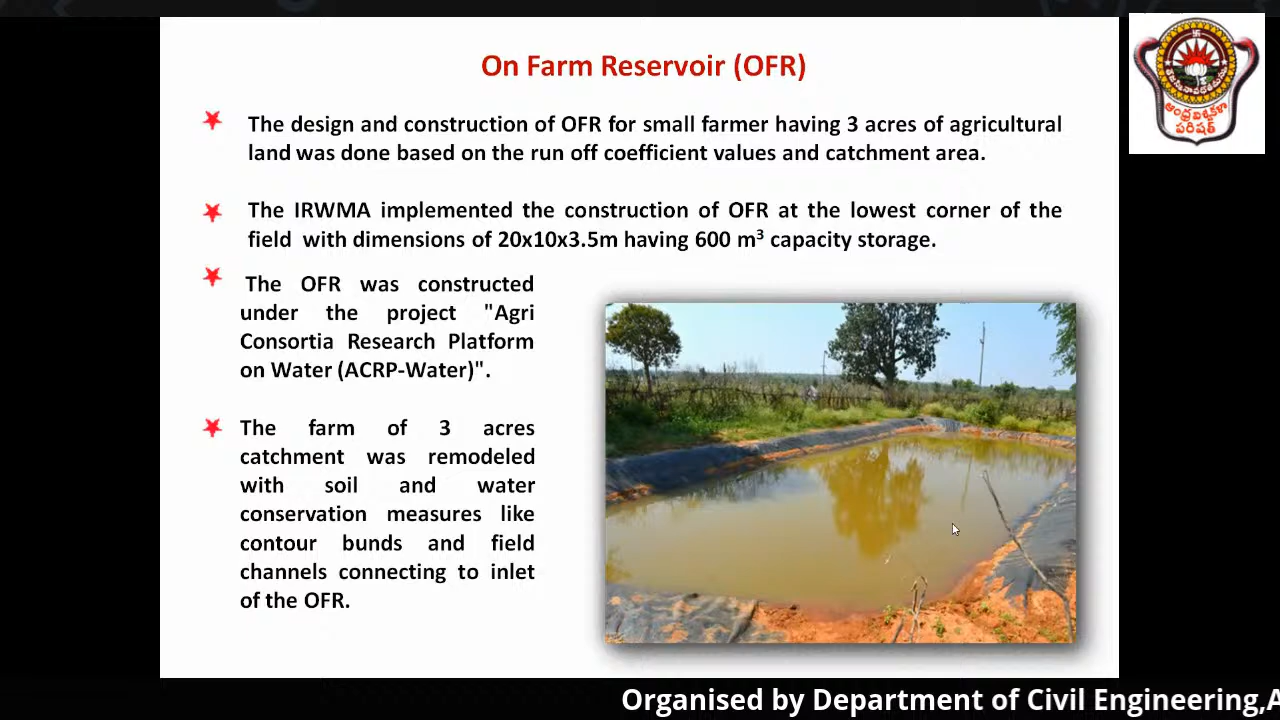 On Farm Reservoir (OFR)
The design and construction of OFR for small farmer having 3 acres of agricultural
land was done based on the run off coefficient values and catchment area.
The IRWMA implemented the construction of OFR at the lowest corner of the
field with dimensions of 20x10x3.5m having 600 m³ capacity storage.
The OFR was constructed
under the project "Agri
Consortia Research Platform
on Water (ACRP-Water)".
The farm of 3 acres
catchment was remodeled
with soil and water
conservation measures like
contour bunds and field
channels connecting to inlet
of the OFR.
ఆంధ్ర విశ్వకళా
పరిషత్
Organised by Department of Civil Engineering,A